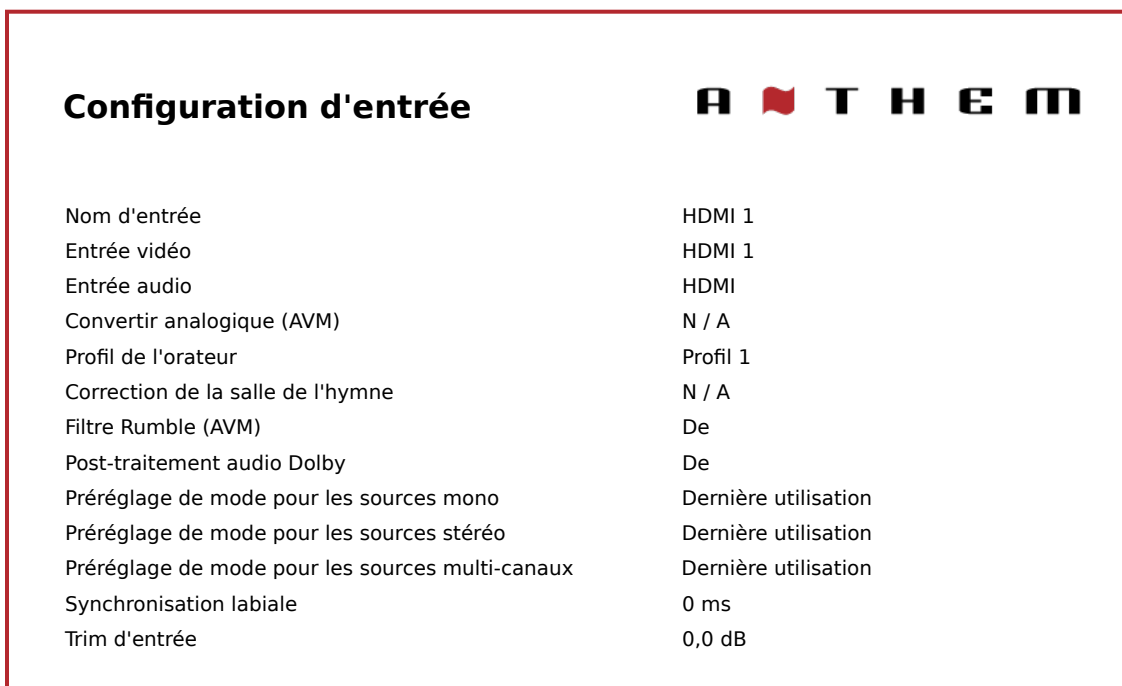 Configuration d'entrée
ANTHEM
Nom d'entrée HDMI 1
Entrée vidéo HDMI 1
Entrée audio HDMI
Convertir analogique (AVM) N / A
Profil de l'orateur Profil 1
Correction de la salle de l'hymne N / A
Filtre Rumble (AVM) De
Post-traitement audio Dolby De
Préréglage de mode pour les sources mono Dernière utilisation
Préréglage de mode pour les sources stéréo Dernière utilisation
Préréglage de mode pour les sources multi-canaux Dernière utilisation
Synchronisation labiale 0 ms
Trim d'entrée 0,0 dB